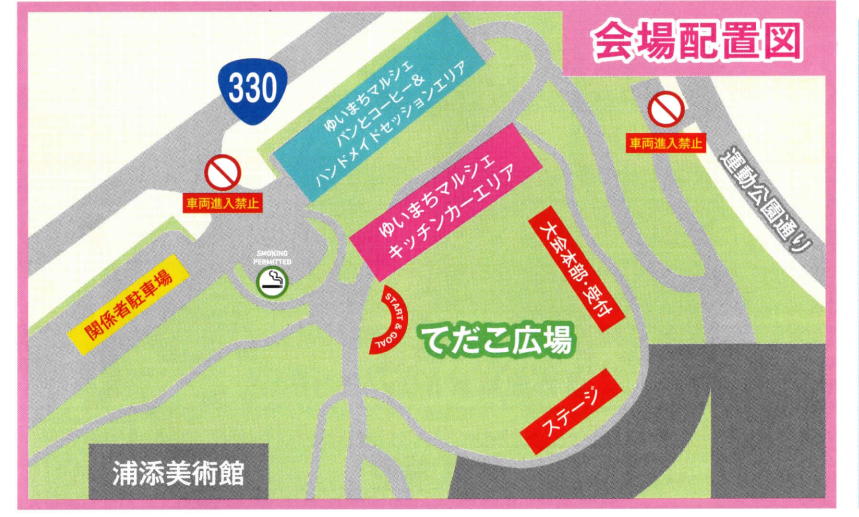 会場配置図
330
ゆいまちマルシェ
パンとコーヒー&
ハンドメイドセッションエリア
車両進入禁止
車両進入禁止
運動公園通り
ゆいまちマルシェ
キッチンカーエリア
大会本部・受付
SMOKING
PERMITTED
関係者駐車場
START & GOAL
てだこ広場
ステージ
浦添美術館